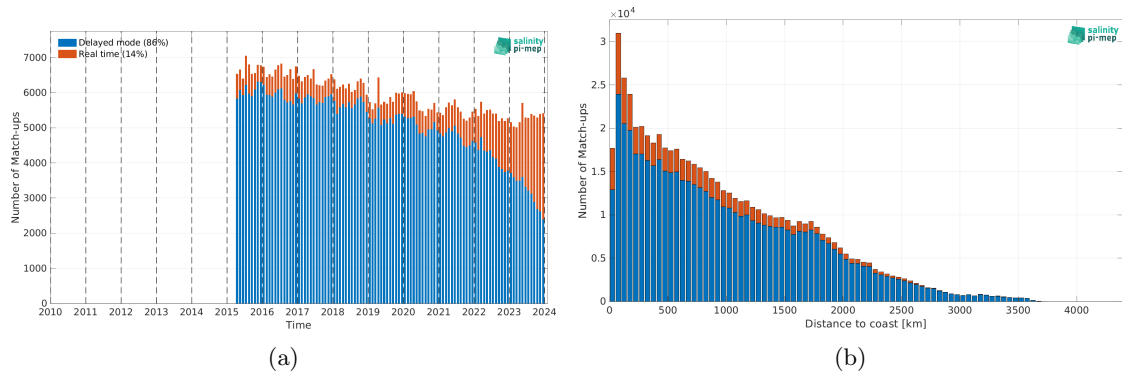 Delayed mode (86%)
Real time (14%)
salinity
pi-mep
Number of Match-ups
7000
6000
5000
4000
3000
2000
1000
0
2010 2011 2012 2013 2014 2015 2016 2017 2018 2019 2020 2021 2022 2023 2024
Time
(a)
×10⁴
salinity
pi-mep
Number of Match-ups
3
2.5
2
1.5
1
0.5
0
0 500 1000 1500 2000 2500 3000 3500 4000
Distance to coast [km]
(b)